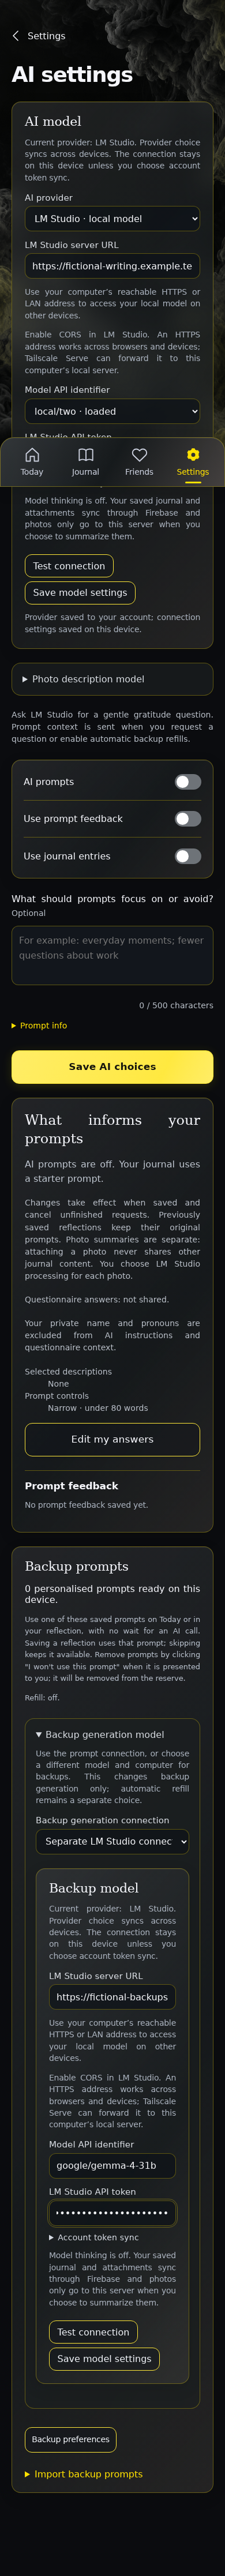 Settings
AI settings
AI model
Current provider: LM Studio. Provider choice
syncs across devices. The connection stays
on this device unless you choose account
token sync.
AI provider
LM Studio · local model
LM Studio server URL
https://fictional-writing.example.te
Use your computer's reachable HTTPS or
LAN address to access your local model on
other devices.
Enable CORS in LM Studio. An HTTPS
address works across browsers and devices;
Tailscale Serve can forward it to this
computer's local server.
Model API identifier
local/two · loaded
LM Studio API token
Today
Journal
Friends
Settings
Model thinking is off. Your saved journal and
attachments sync through Firebase and
photos only go to this server when you
choose to summarize them.
Test connection
Save model settings
Provider saved to your account; connection
settings saved on this device.
Photo description model
Ask LM Studio for a gentle gratitude question.
Prompt context is sent when you request a
question or enable automatic backup refills.
AI prompts
Use prompt feedback
Use journal entries
What should prompts focus on or avoid?
Optional
For example: everyday moments; fewer
questions about work
0 / 500 characters
Prompt info
Save AI choices
What informs your
prompts
AI prompts are off. Your journal uses
a starter prompt.
Changes take effect when saved and
cancel unfinished requests. Previously
saved reflections keep their original
prompts. Photo summaries are separate:
attaching a photo never shares other
journal content. You choose LM Studio
processing for each photo.
Questionnaire answers: not shared.
Your private name and pronouns are
excluded from AI instructions and
questionnaire context.
Selected descriptions
None
Prompt controls
Narrow · under 80 words
Edit my answers
Prompt feedback
No prompt feedback saved yet.
Backup prompts
0 personalised prompts ready on this
device.
Use one of these saved prompts on Today or in
your reflection, with no wait for an AI call.
Saving a reflection uses that prompt; skipping
keeps it available. Remove prompts by clicking
"I won't use this prompt" when it is presented
to you; it will be removed from the reserve.
Refill: off.
Backup generation model
Use the prompt connection, or choose
a different model and computer for
backups. This changes backup
generation only; automatic refill
remains a separate choice.
Backup generation connection
Separate LM Studio connec
Backup model
Current provider: LM Studio.
Provider choice syncs across
devices. The connection stays
on this device unless you
choose account token sync.
LM Studio server URL
https://fictional-backups
Use your computer's reachable
HTTPS or LAN address to access
your local model on other
devices.
Enable CORS in LM Studio. An
HTTPS address works across
browsers and devices; Tailscale
Serve can forward it to this
computer's local server.
Model API identifier
google/gemma-4-31b
LM Studio API token
Account token sync
Model thinking is off. Your saved
journal and attachments sync
through Firebase and photos
only go to this server when you
choose to summarize them.
Test connection
Save model settings
Backup preferences
Import backup prompts